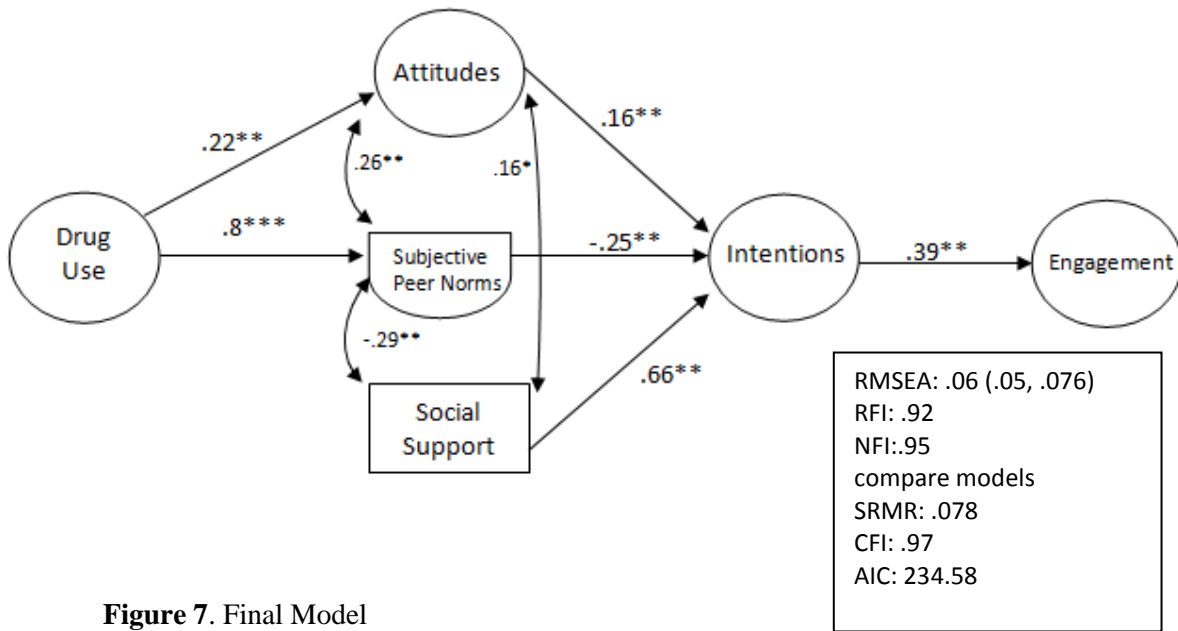 Attitudes
.22**
.16**
.26**
.16*
Drug
Use
.8***
Subjective
Peer Norms
-.25**
Intentions
.39**
Engagement
-.29**
Social
Support
.66**
RMSEA: .06 (.05, .076)
RFI: .92
NFI:.95
compare models
SRMR: .078
CFI: .97
AIC: 234.58
Figure 7. Final Model